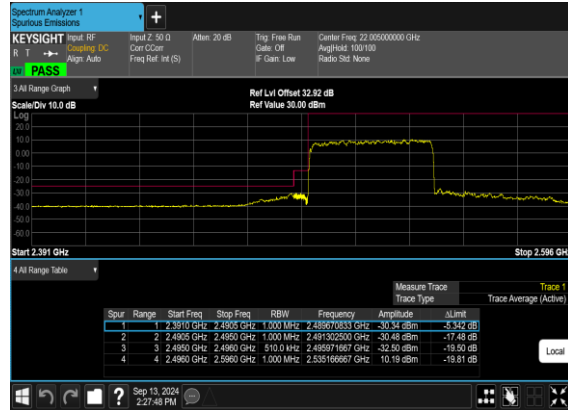 Spectrum Analyzer 1
Spurious Emissions
KEYSIGHT Input: RF Input Z: 50 Ω Atten: 20 dB Trig: Free Run Center Freq: 22.005000000 GHz
R T Coupling: DC Corr CCorr Gate: Off Avg|Hold: 100/100
Align: Auto Freq Ref: Int (S) IF Gain: Low Radio Std: None
PASS
3 All Range Graph
Ref Lvl Offset 32.92 dB
Scale/Div 10.0 dB Ref Value 30.00 dBm
Log
20.0
10.0
0.00
-10.0
-20.0
-30.0
-40.0
-50.0
-60.0
Start 2.391 GHz Stop 2.596 GHz
4 All Range Table
Measure Trace Trace 1
Trace Type Trace Average (Active)
Spur Range Start Freq Stop Freq RBW Frequency Amplitude ΔLimit
1 1 2.3910 GHz 2.4905 GHz 1.000 MHz 2.489670833 GHz -30.34 dBm -5.342 dB
2 2 2.4905 GHz 2.4950 GHz 1.000 MHz 2.491302500 GHz -30.48 dBm -17.48 dB
3 3 2.4950 GHz 2.4960 GHz 510.0 kHz 2.495971667 GHz -32.50 dBm -19.50 dB
4 4 2.4960 GHz 2.5960 GHz 1.000 MHz 2.535166667 GHz 10.19 dBm -19.81 dB
Local
? Sep 13, 2024
2:27:48 PM